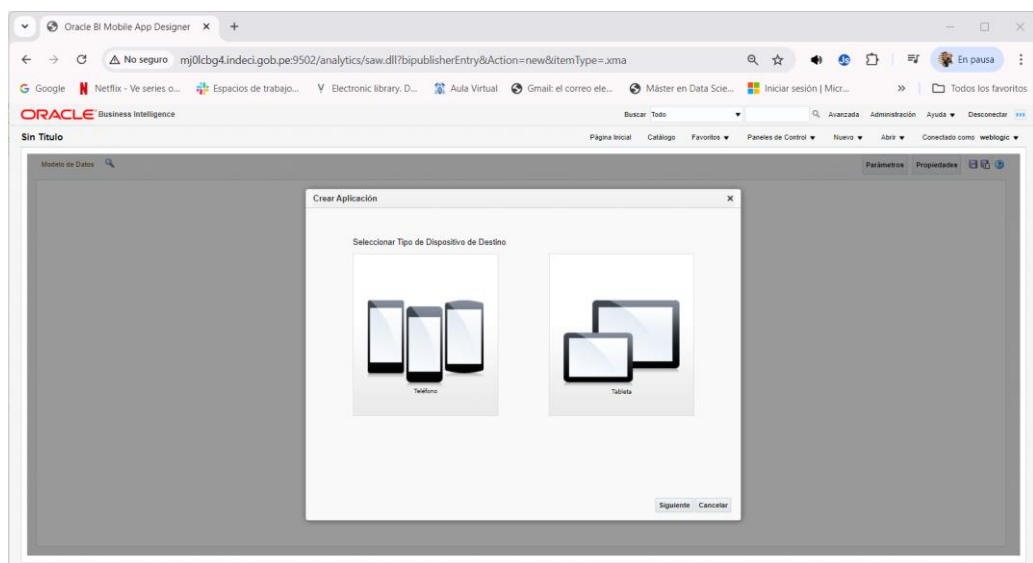 Oracle BI Mobile App Designer
No seguro mj0lcbg4.indeci.gob.pe:9502/analytics/saw.dll?bipublisherEntry&Action=new&itemType=.xma
En pausa
Google Netflix - Ve series o... Espacios de trabajo... Electronic library. D... Aula Virtual Gmail: el correo ele... Máster en Data Scie... Iniciar sesión | Micr... » Todos los favoritos
ORACLE Business Intelligence Buscar Todo Avanzada Administración Ayuda Desconectar
Sin Titulo Página Inicial Catálogo Favoritos Paneles de Control Nuevo Abrir Conectado como weblogic
Modelo de Datos Parámetros Propiedades
Crear Aplicación
Seleccionar Tipo de Dispositivo de Destino
Teléfono Tableta
Siguiente Cancelar